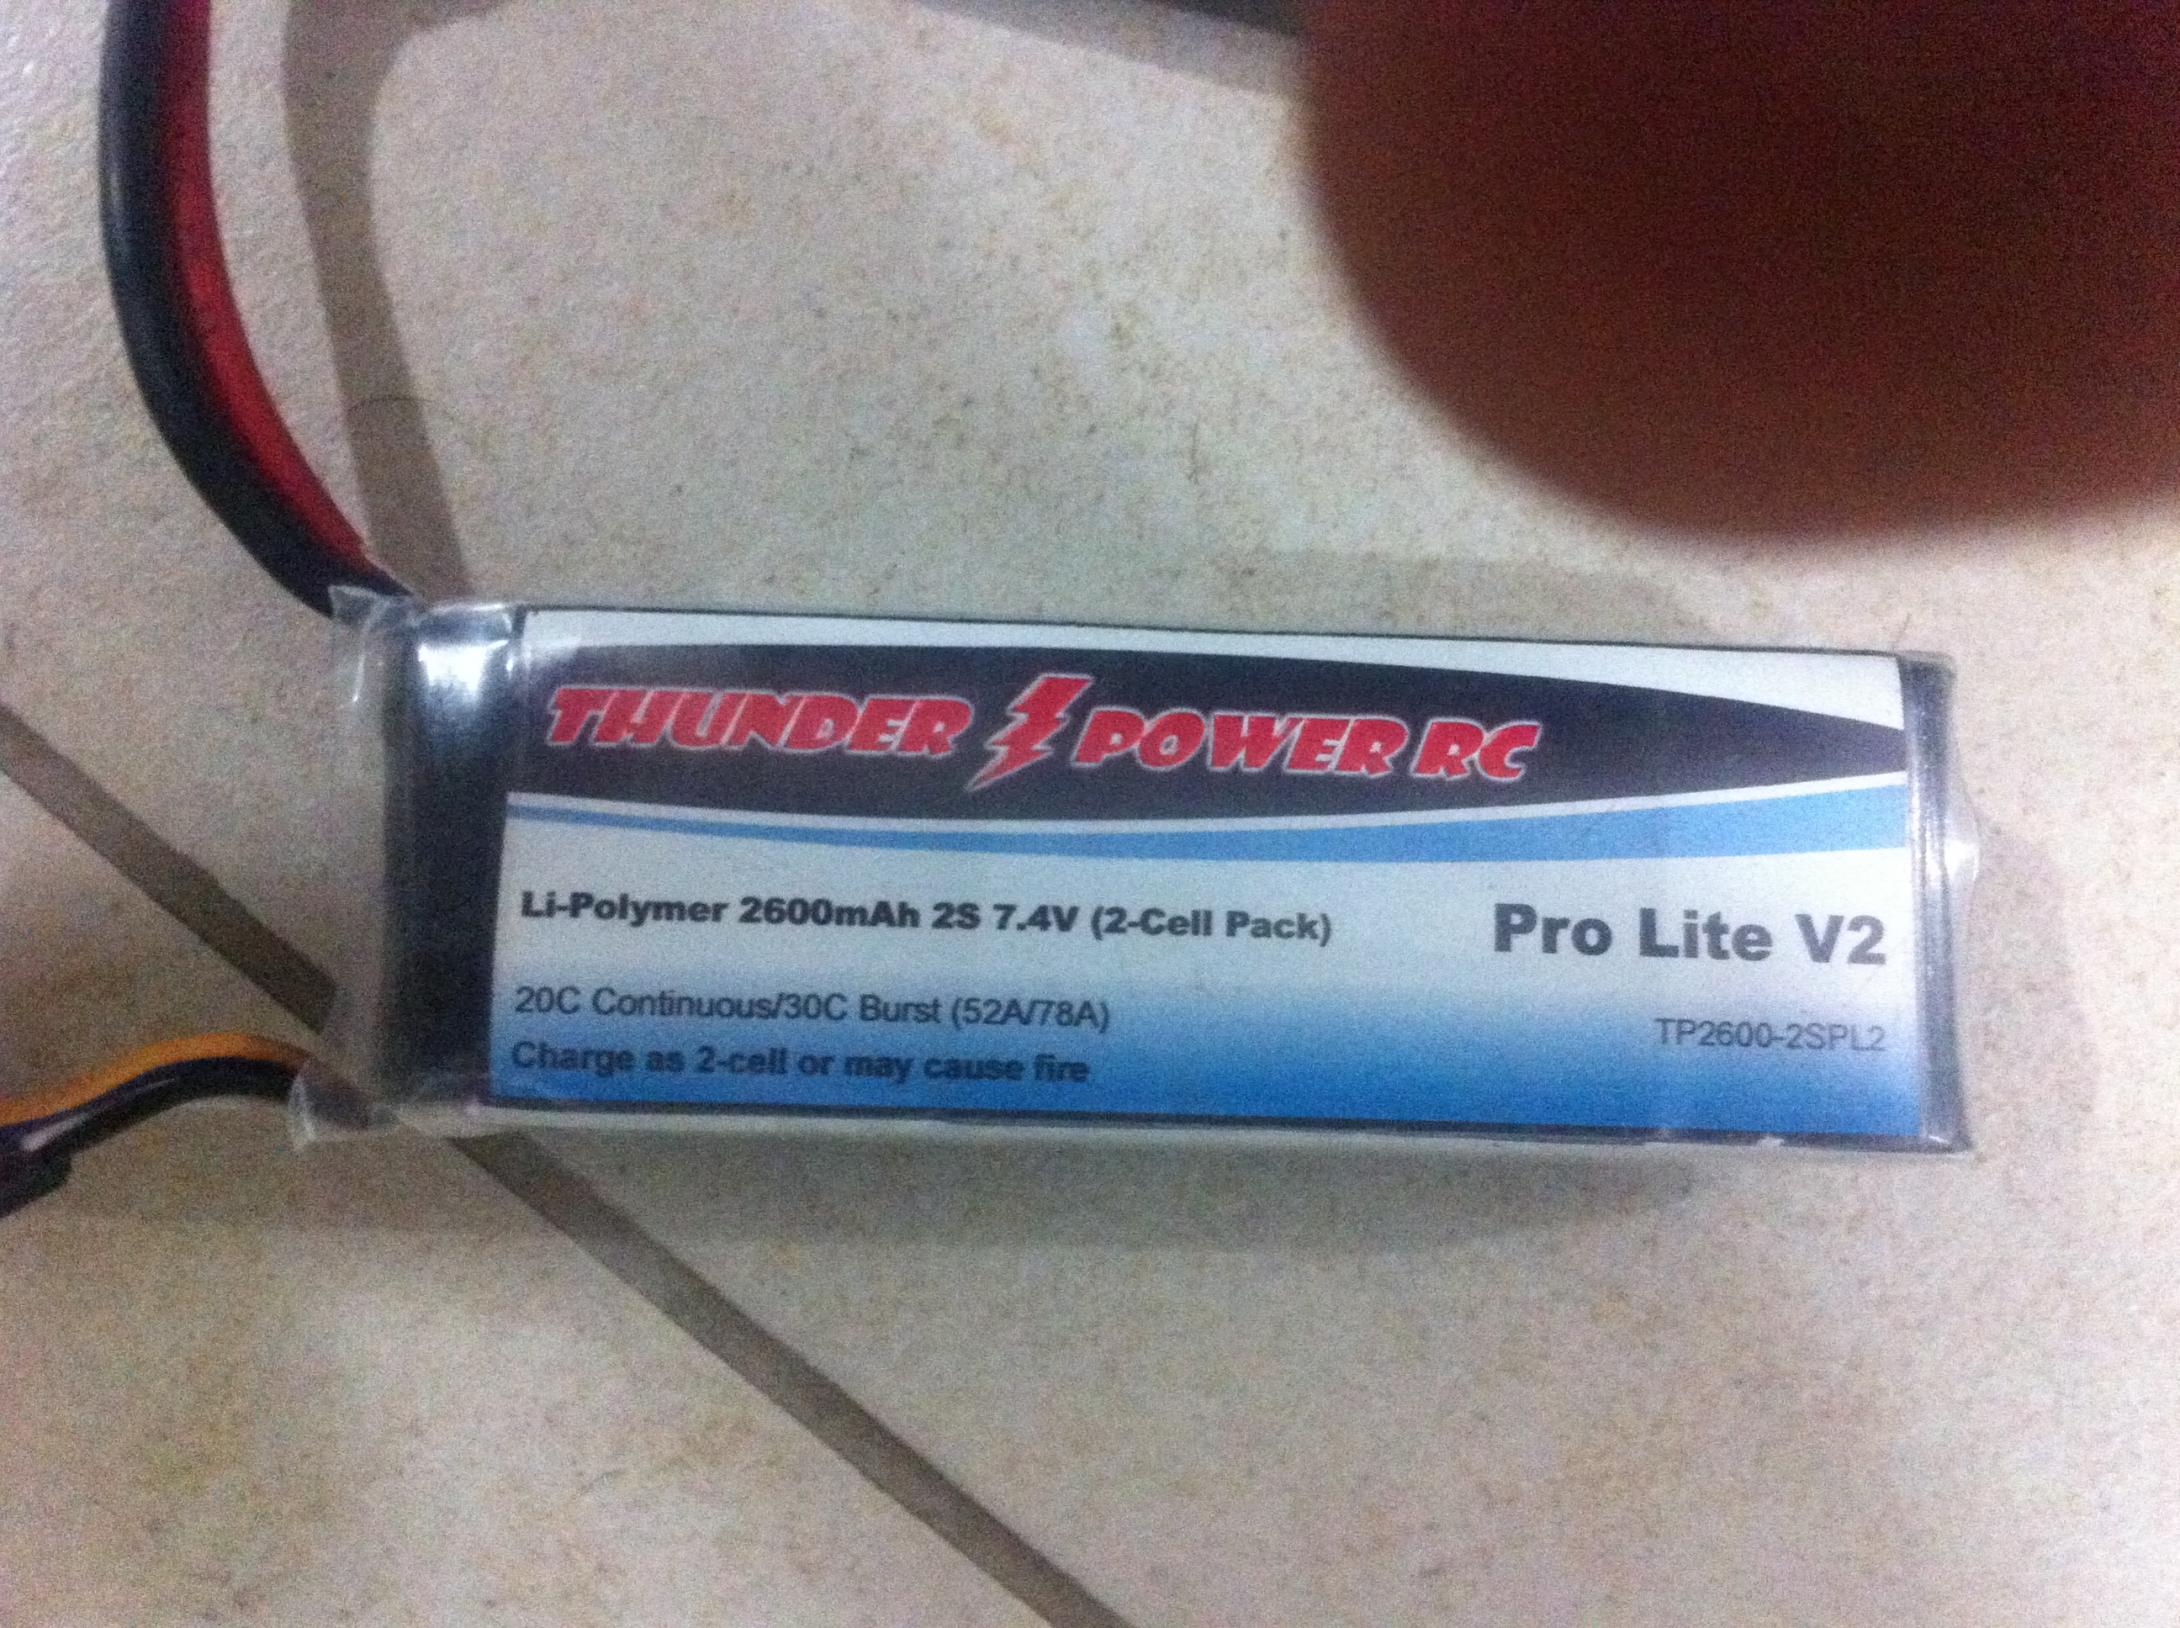 THUNDER POWER RC
Li-Polymer 2600mAh 2S 7.4V (2-Cell Pack)
Pro Lite V2
20C Continuous/30C Burst (52A/78A)
TP2600-2SPL2
Charge as 2-cell or may cause fire